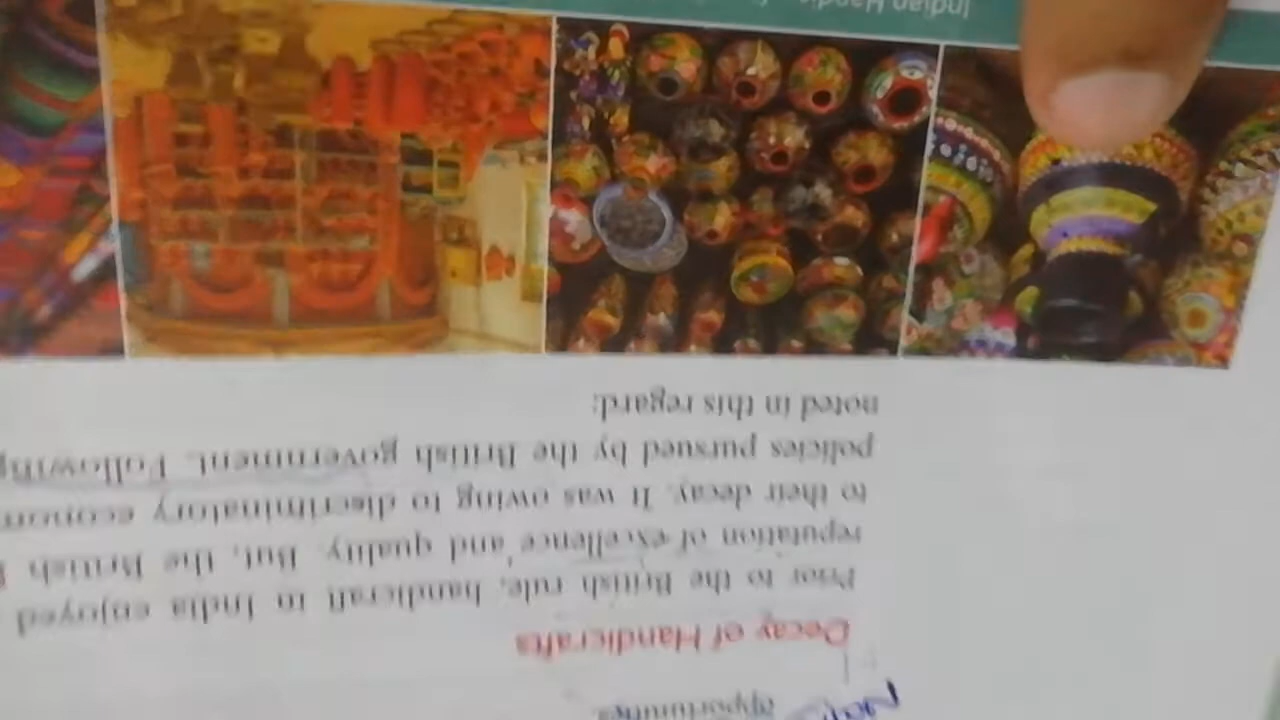 opportunities
Decay of Handicrafts
Prior to the British rule, handicraft in India enjoyed
reputation of excellence and quality. But, the British
to their decay. It was owing to discriminatory
policies pursued by the British government. Following
noted in this regard:
Indian